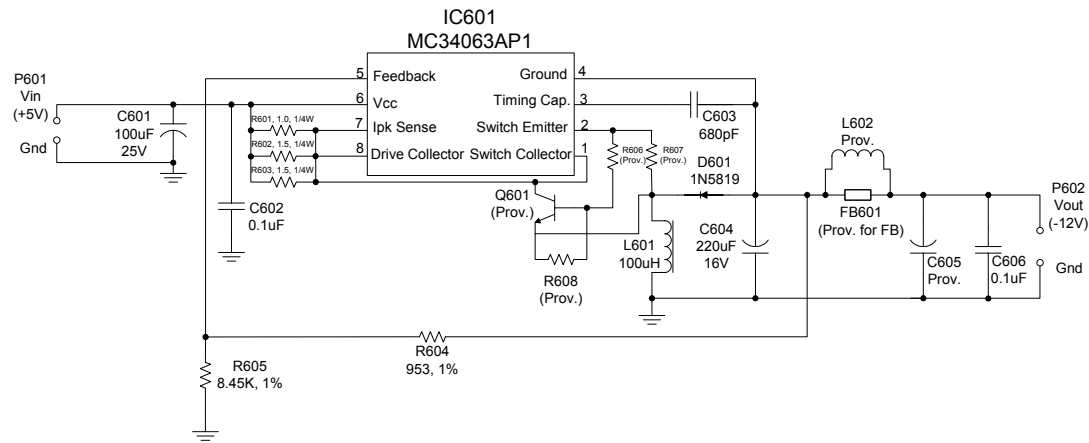 IC601
MC34063AP1
P601
Vin
(+5V)
Gnd
C601
100uF
25V
C602
0.1uF
R601, 1.0, 1/4W
R602, 1.5, 1/4W
R603, 1.5, 1/4W
5 Feedback
6 Vcc
7 Ipk Sense
8 Drive Collector
Ground 4
Timing Cap. 3
Switch Emitter 2
Switch Collector 1
C603
680pF
R606
(Prov.)
R607
(Prov.)
D601
1N5819
Q601
(Prov.)
R608
(Prov.)
L601
100uH
C604
220uF
16V
L602
Prov.
FB601
(Prov. for FB)
C605
Prov.
C606
0.1uF
P602
Vout
(-12V)
Gnd
R604
953, 1%
R605
8.45K, 1%